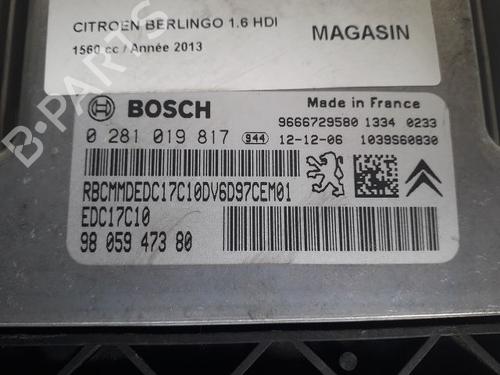 CITROEN BERLINGO 1.6 HDI
1560 cc / Année 2013
MAGASIN
B-PARTS
BOSCH
Made in France
9666729580 1334 0233
0 281 019 817 944 12-12-06 1039S60830
RBCMMDEDC17C10DV6D97CEM01
EDC17C10
98 059 473 80